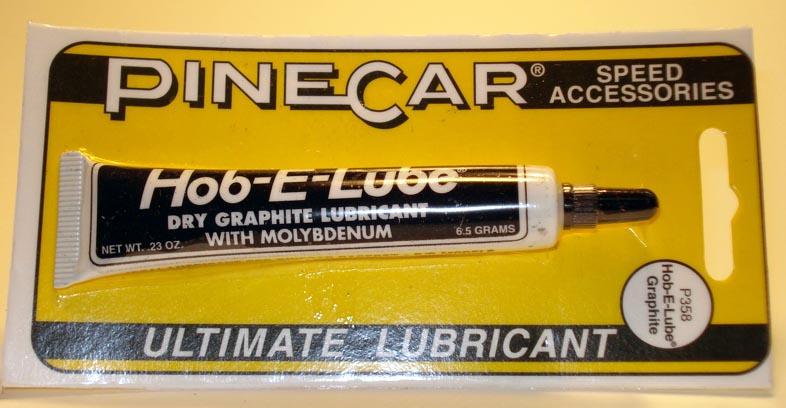 PINECAR®
SPEED
ACCESSORIES
Hob-E-Lube®
DRY GRAPHITE LUBRICANT
WITH MOLYBDENUM
NET WT. .23 OZ.
6.5 GRAMS
P358
Hob-E-Lube®
Graphite
ULTIMATE LUBRICANT